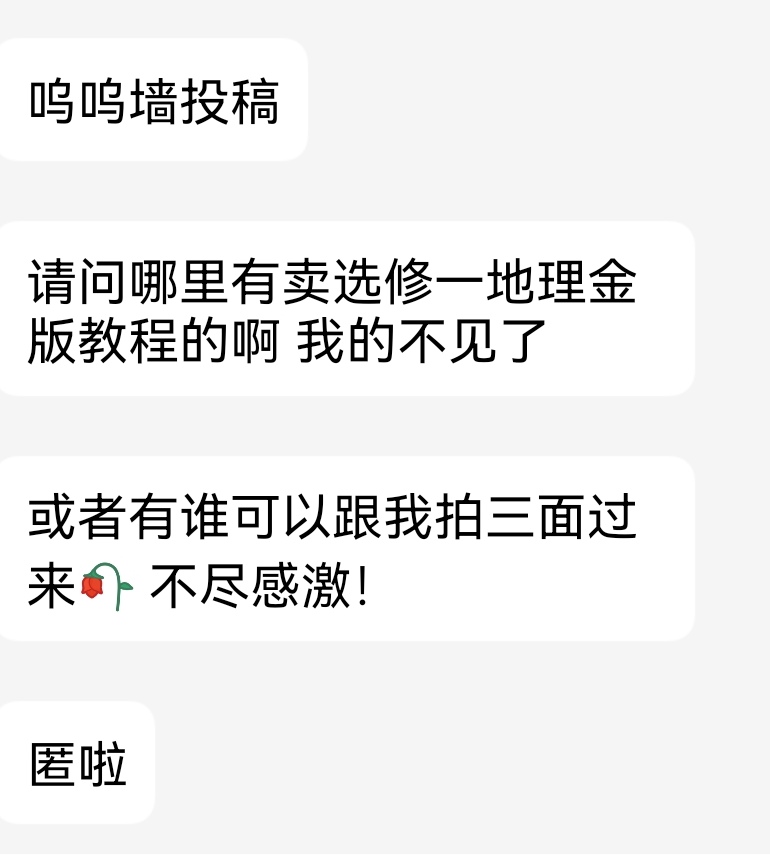 呜呜墙投稿
请问哪里有卖选修一地理金
版教程的啊 我的不见了
或者有谁可以跟我拍三面过
来🥀 不尽感激！
匿啦